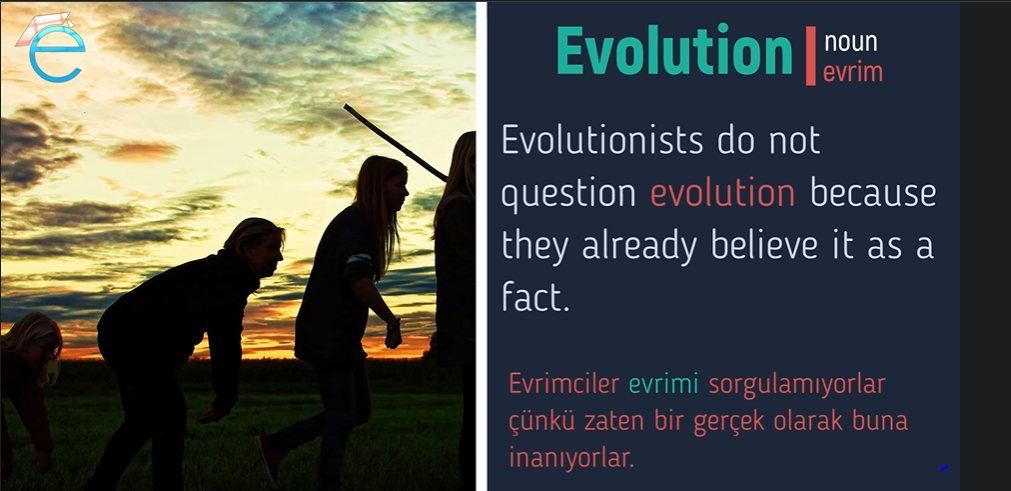 e
Evolution
noun
evrim
Evolutionists do not
question evolution because
they already believe it as a
fact.
Evrimciler evrimi sorgulamıyorlar
çünkü zaten bir gerçek olarak buna
inanıyorlar.